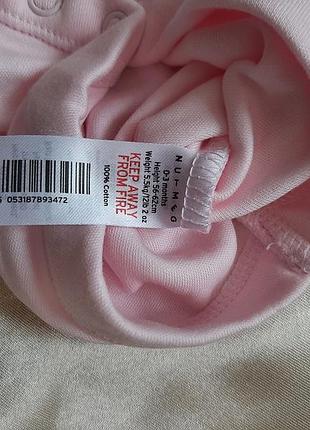 NUTMEG
0-3 months
Height 56-62cm
Weight 5.5kg/12lb 2 oz
KEEP AWAY
FROM FIRE
100% Cotton
053187893472